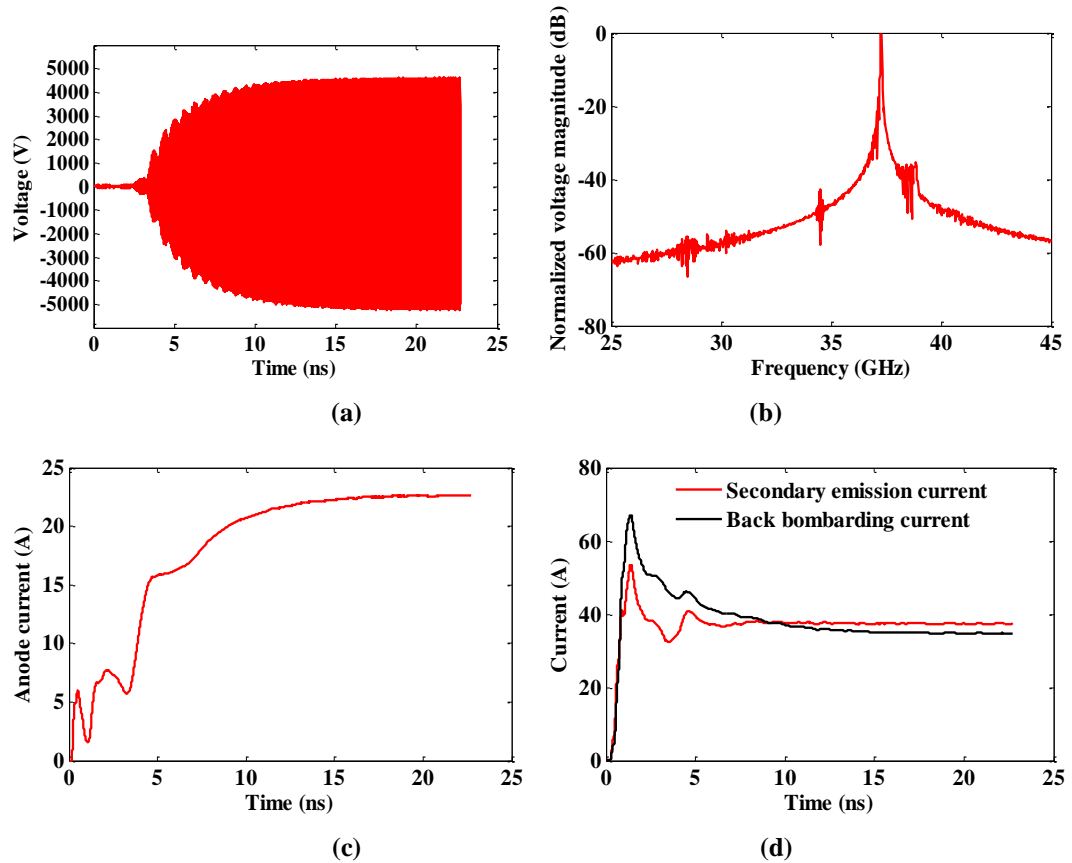 5000
4000
3000
2000
1000
0
-1000
-2000
-3000
-4000
-5000
Voltage (V)
0 5 10 15 20 25
Time (ns)
(a)
0
-20
-40
-60
-80
Normalized voltage magnitude (dB)
25 30 35 40 45
Frequency (GHz)
(b)
25
20
15
10
5
0
Anode current (A)
0 5 10 15 20 25
Time (ns)
(c)
80
60
40
20
0
Current (A)
Secondary emission current
Back bombarding current
0 5 10 15 20 25
Time (ns)
(d)